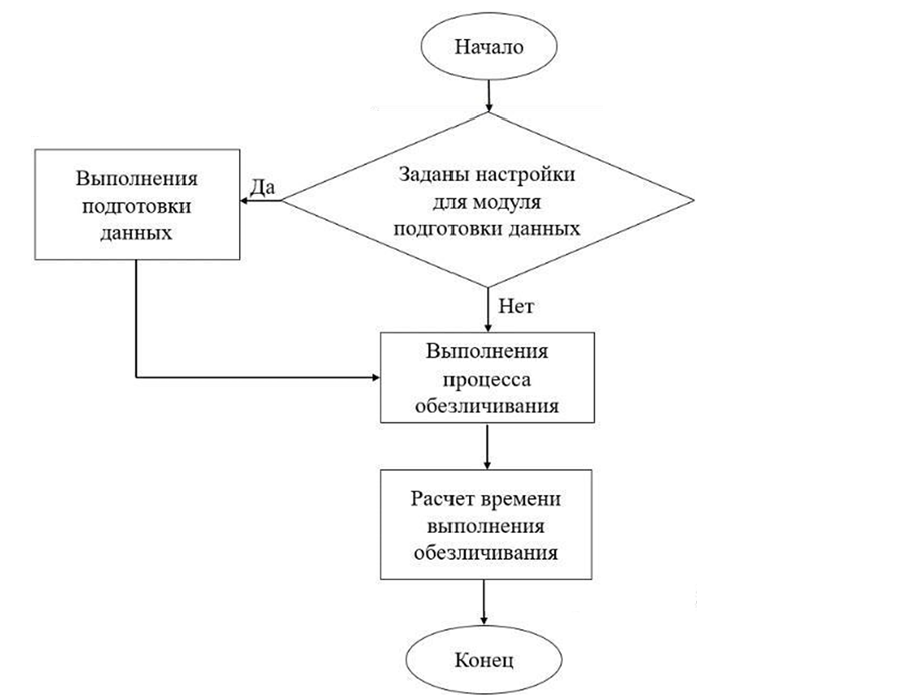 Начало
Заданы настройки
для модуля
подготовки данных
Да
Выполнения
подготовки
данных
Нет
Выполнения
процесса
обезличивания
Расчет времени
выполнения
обезличивания
Конец